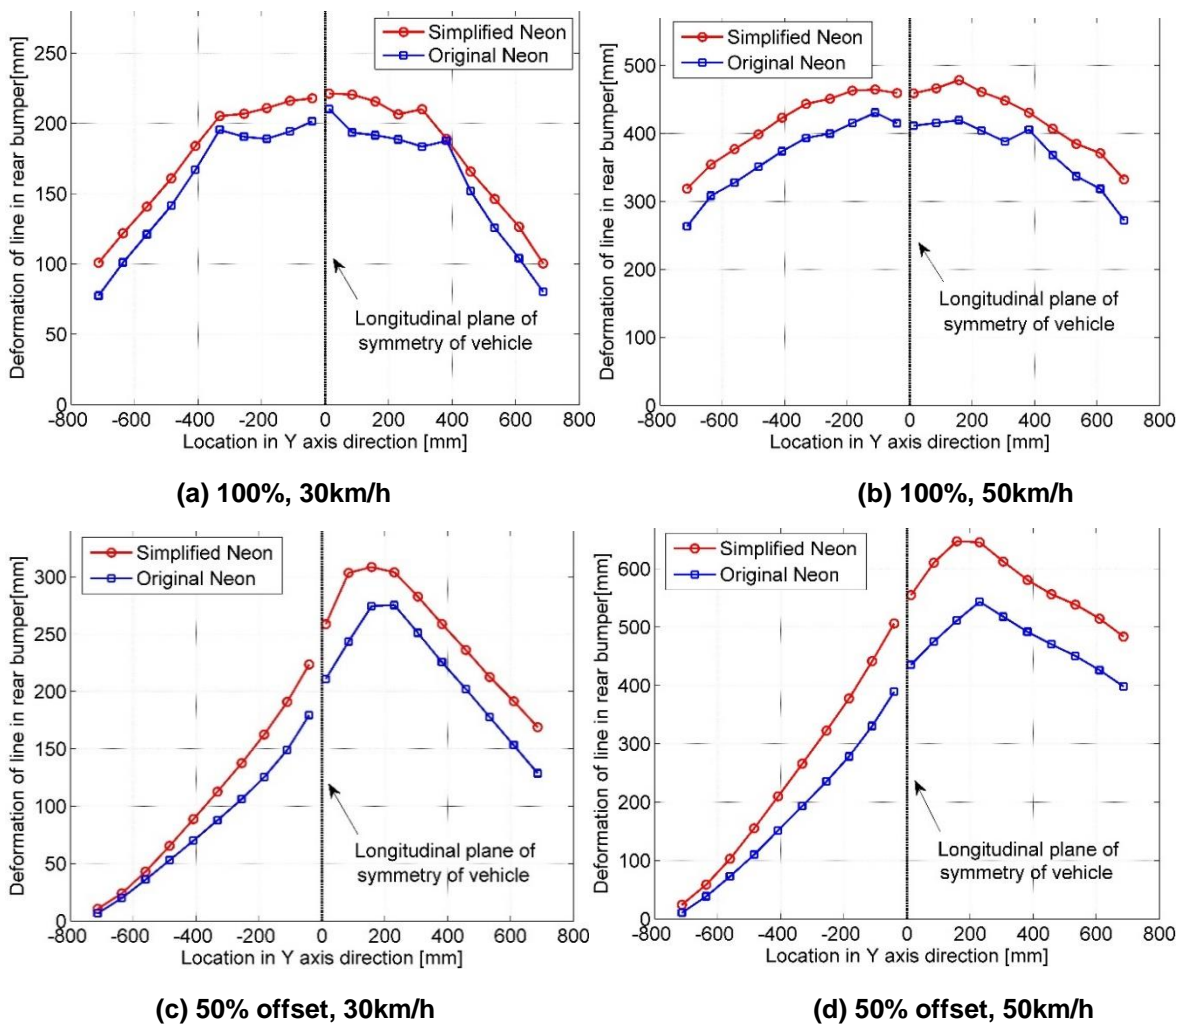 Deformation of line in rear bumper[mm]
250
200
150
100
50
0
Simplified Neon
Original Neon
Longitudinal plane of
symmetry of vehicle
-800 -600 -400 -200 0 200 400 600 800
Location in Y axis direction [mm]
(a) 100%, 30km/h
Deformation of line in rear bumper[mm]
500
400
300
200
100
0
Simplified Neon
Original Neon
Longitudinal plane of
symmetry of vehicle
-800 -600 -400 -200 0 200 400 600 800
Location in Y axis direction [mm]
(b) 100%, 50km/h
Deformation of line in rear bumper[mm]
300
250
200
150
100
50
0
Simplified Neon
Original Neon
Longitudinal plane of
symmetry of vehicle
-800 -600 -400 -200 0 200 400 600 800
Location in Y axis direction [mm]
(c) 50% offset, 30km/h
Deformation of line in rear bumper[mm]
600
500
400
300
200
100
0
Simplified Neon
Original Neon
Longitudinal plane of
symmetry of vehicle
-800 -600 -400 -200 0 200 400 600 800
Location in Y axis direction [mm]
(d) 50% offset, 50km/h